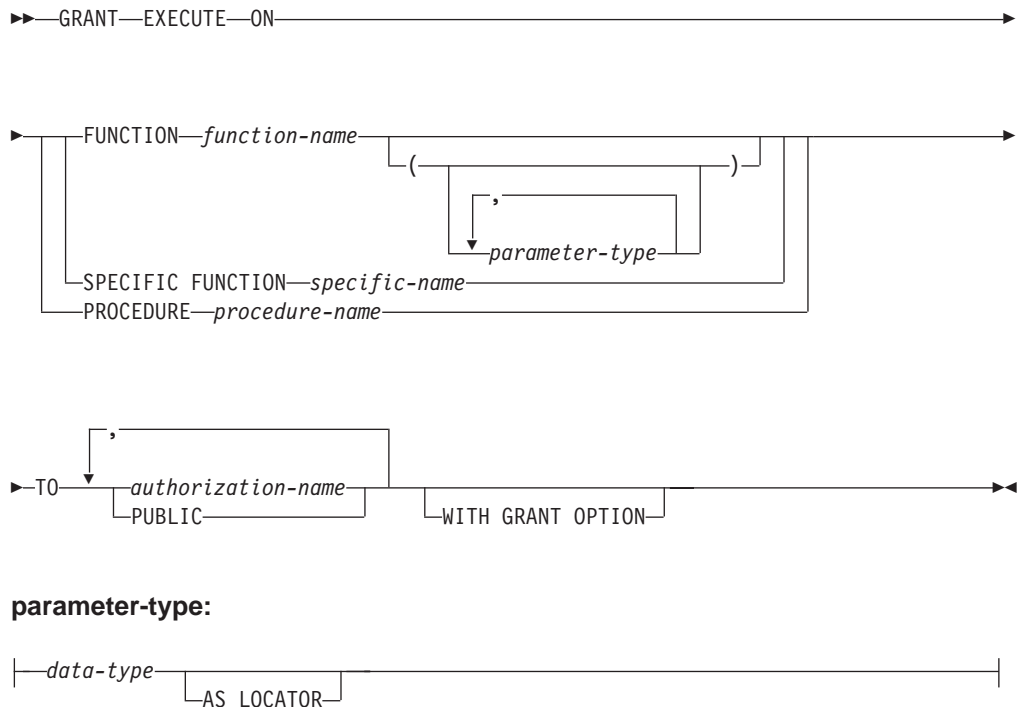 GRANT EXECUTE ON
FUNCTION function-name ( )
,
parameter-type
SPECIFIC FUNCTION specific-name
PROCEDURE procedure-name
,
TO authorization-name
PUBLIC WITH GRANT OPTION
parameter-type:
data-type
AS LOCATOR